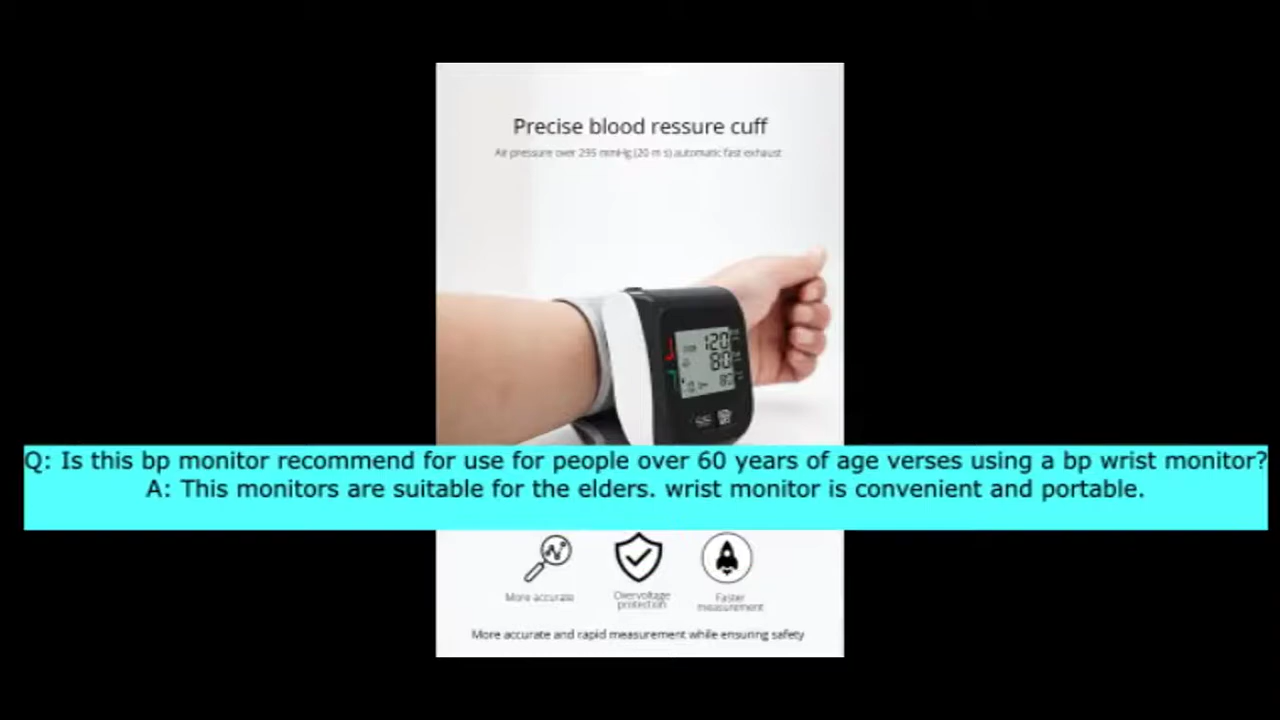 Precise blood ressure cuff
Air pressure over 295 mmHg (20 m s) automatic fast exhaust
120
80
80
Q: Is this bp monitor recommend for use for people over 60 years of age verses using a bp wrist monitor?
A: This monitors are suitable for the elders. wrist monitor is convenient and portable.
More accurate
Overvoltage
protection
Faster
measurement
More accurate and rapid measurement while ensuring safety